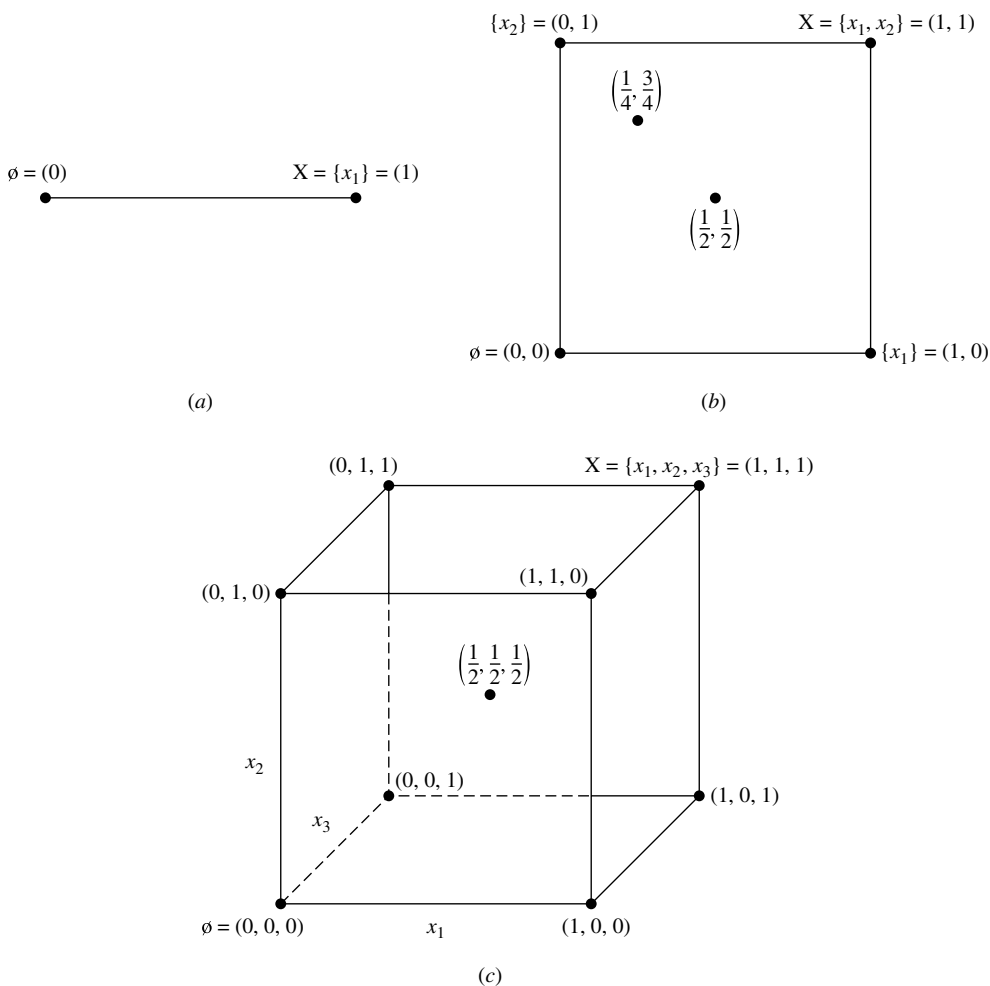 ø = (0)
X = {x₁} = (1)
(a)
{x₂} = (0, 1)
X = {x₁, x₂} = (1, 1)
(1/4, 3/4)
(1/2, 1/2)
ø = (0, 0)
{x₁} = (1, 0)
(b)
(0, 1, 1)
X = {x₁, x₂, x₃} = (1, 1, 1)
(0, 1, 0)
(1, 1, 0)
(1/2, 1/2, 1/2)
x₂
(0, 0, 1)
(1, 0, 1)
x₃
ø = (0, 0, 0)
x₁
(1, 0, 0)
(c)